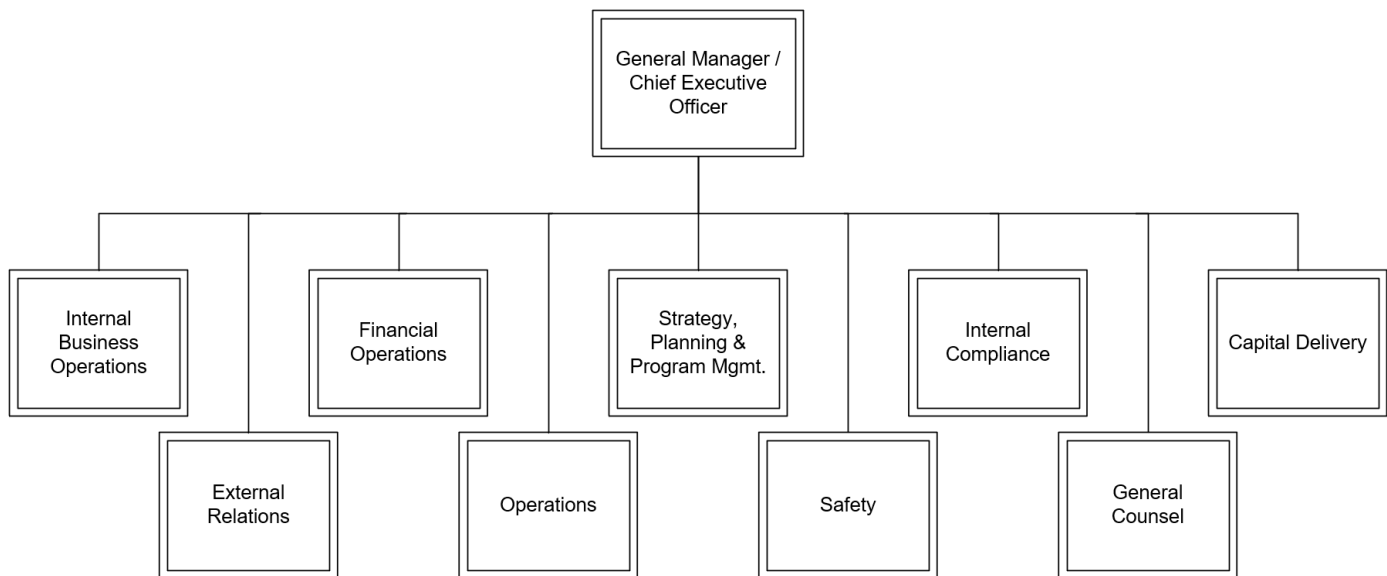 General Manager /
Chief Executive
Officer
Internal
Business
Operations
Financial
Operations
Strategy,
Planning &
Program Mgmt.
Internal
Compliance
Capital Delivery
External
Relations
Operations
Safety
General
Counsel